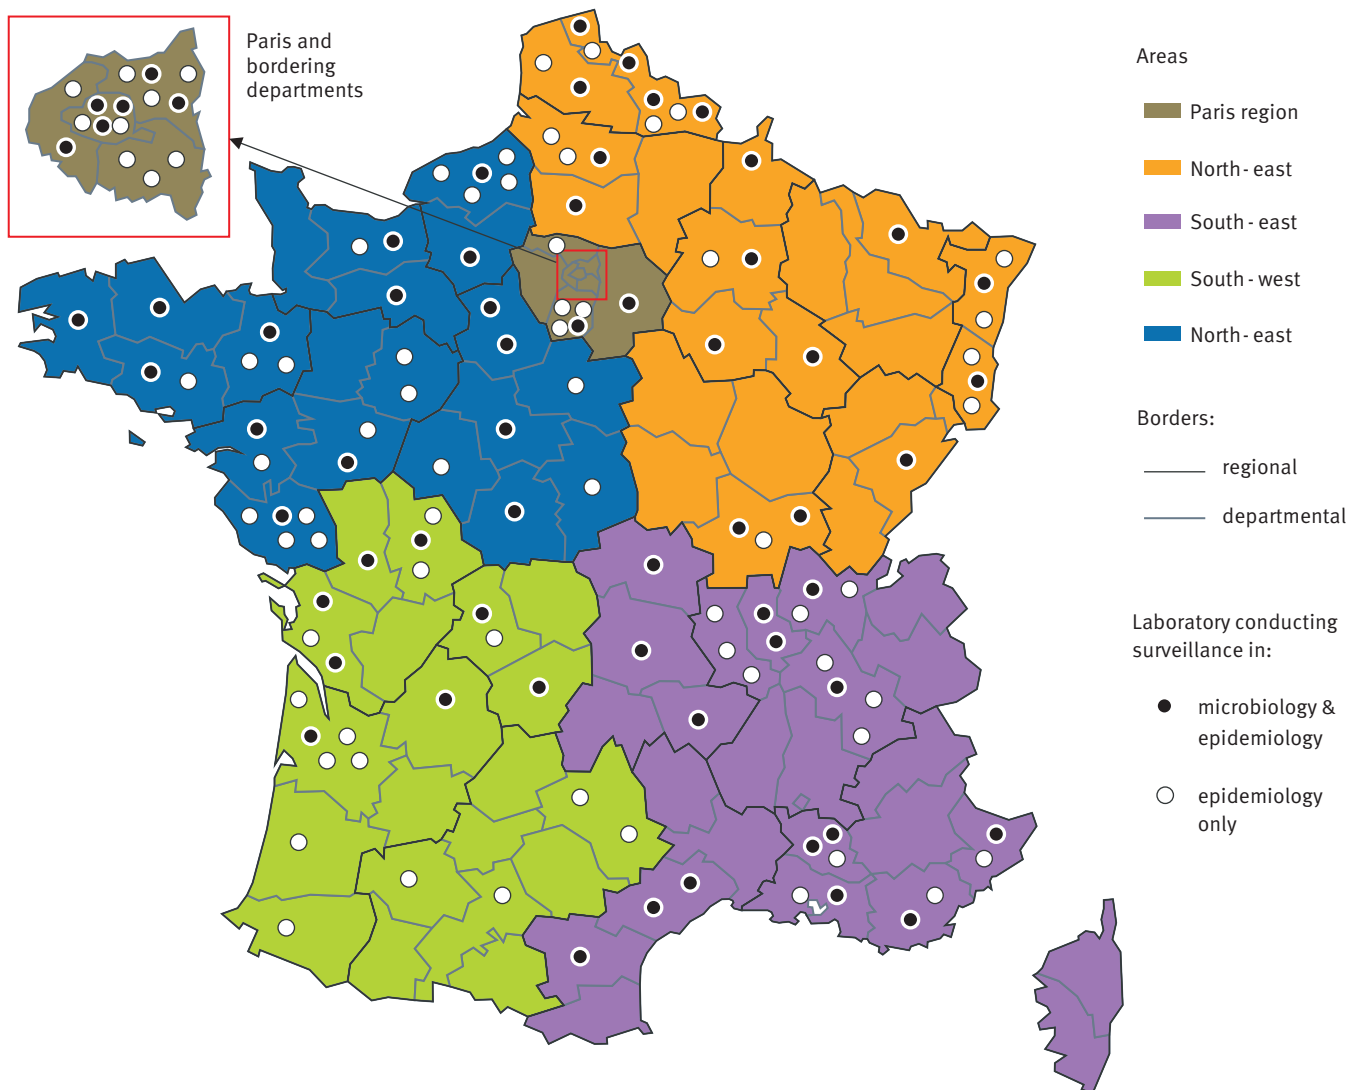 Paris and
bordering
departments
Areas
Paris region
North - east
South - east
South - west
North - east
Borders:
regional
departmental
Laboratory conducting
surveillance in:
microbiology &
epidemiology
epidemiology
only